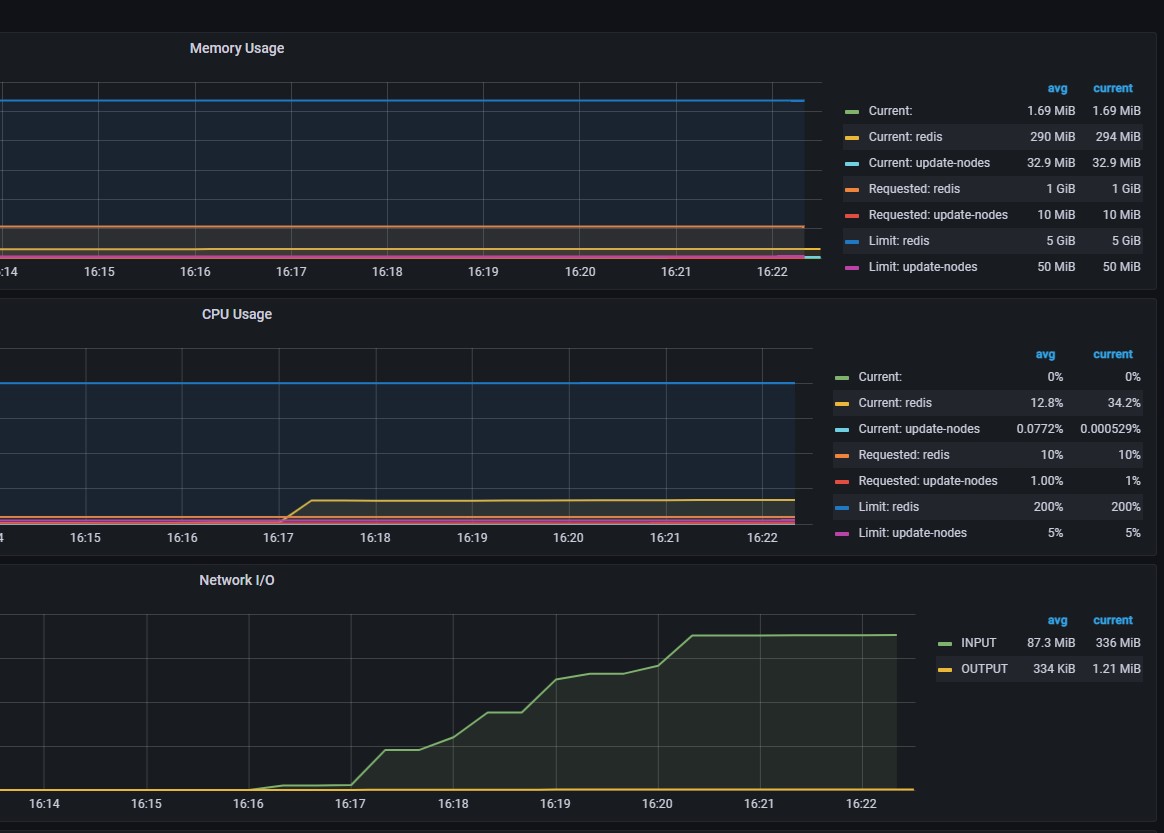 Memory Usage
avg current
Current: 1.69 MiB 1.69 MiB
Current: redis 290 MiB 294 MiB
Current: update-nodes 32.9 MiB 32.9 MiB
Requested: redis 1 GiB 1 GiB
Requested: update-nodes 10 MiB 10 MiB
Limit: redis 5 GiB 5 GiB
Limit: update-nodes 50 MiB 50 MiB
:14 16:15 16:16 16:17 16:18 16:19 16:20 16:21 16:22
CPU Usage
avg current
Current: 0% 0%
Current: redis 12.8% 34.2%
Current: update-nodes 0.0772% 0.000529%
Requested: redis 10% 10%
Requested: update-nodes 1.00% 1%
Limit: redis 200% 200%
Limit: update-nodes 5% 5%
4 16:15 16:16 16:17 16:18 16:19 16:20 16:21 16:22
Network I/O
avg current
INPUT 87.3 MiB 336 MiB
OUTPUT 334 KiB 1.21 MiB
16:14 16:15 16:16 16:17 16:18 16:19 16:20 16:21 16:22